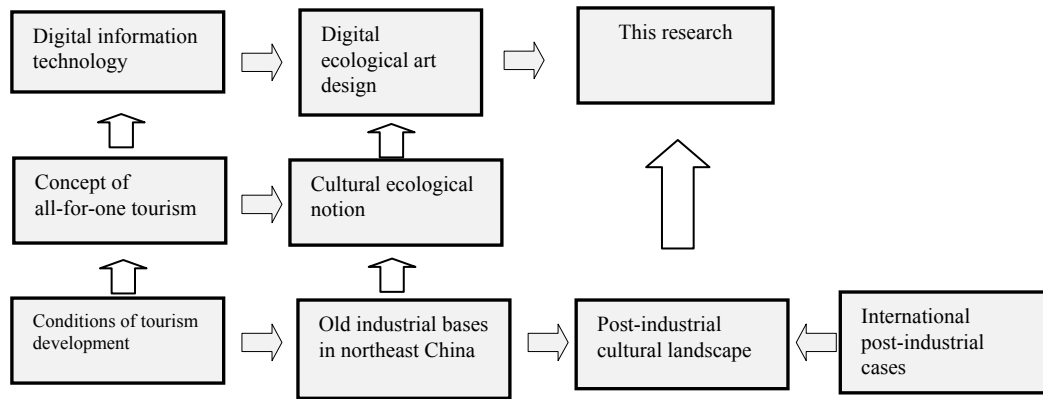 Digital information
technology
Digital
ecological art
design
This research
Concept of
all-for-one tourism
Cultural ecological
notion
Conditions of tourism
development
Old industrial bases
in northeast China
Post-industrial
cultural landscape
International
post-industrial
cases